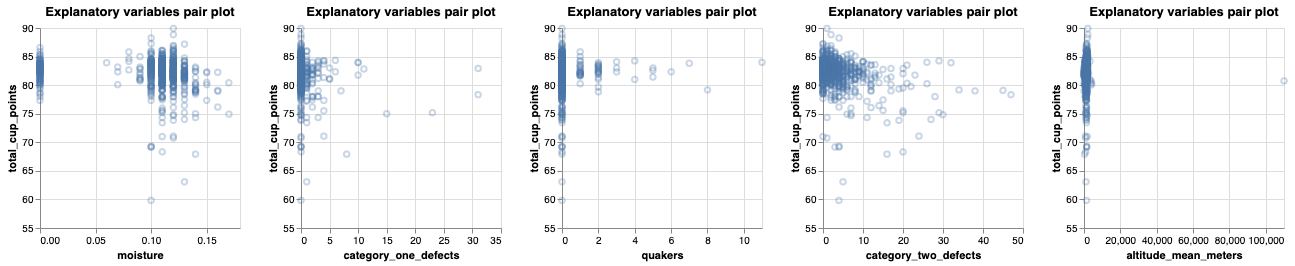 Explanatory variables pair plot
90
85
80
75
70
65
60
55
total_cup_points
0.00 0.05 0.10 0.15
moisture
Explanatory variables pair plot
90
85
80
75
70
65
60
55
total_cup_points
0 5 10 15 20 25 30 35
category_one_defects
Explanatory variables pair plot
90
85
80
75
70
65
60
55
total_cup_points
0 2 4 6 8 10
quakers
Explanatory variables pair plot
90
85
80
75
70
65
60
55
total_cup_points
0 10 20 30 40 50
category_two_defects
Explanatory variables pair plot
90
85
80
75
70
65
60
55
total_cup_points
0 20,000 40,000 60,000 80,000 100,000
altitude_mean_meters